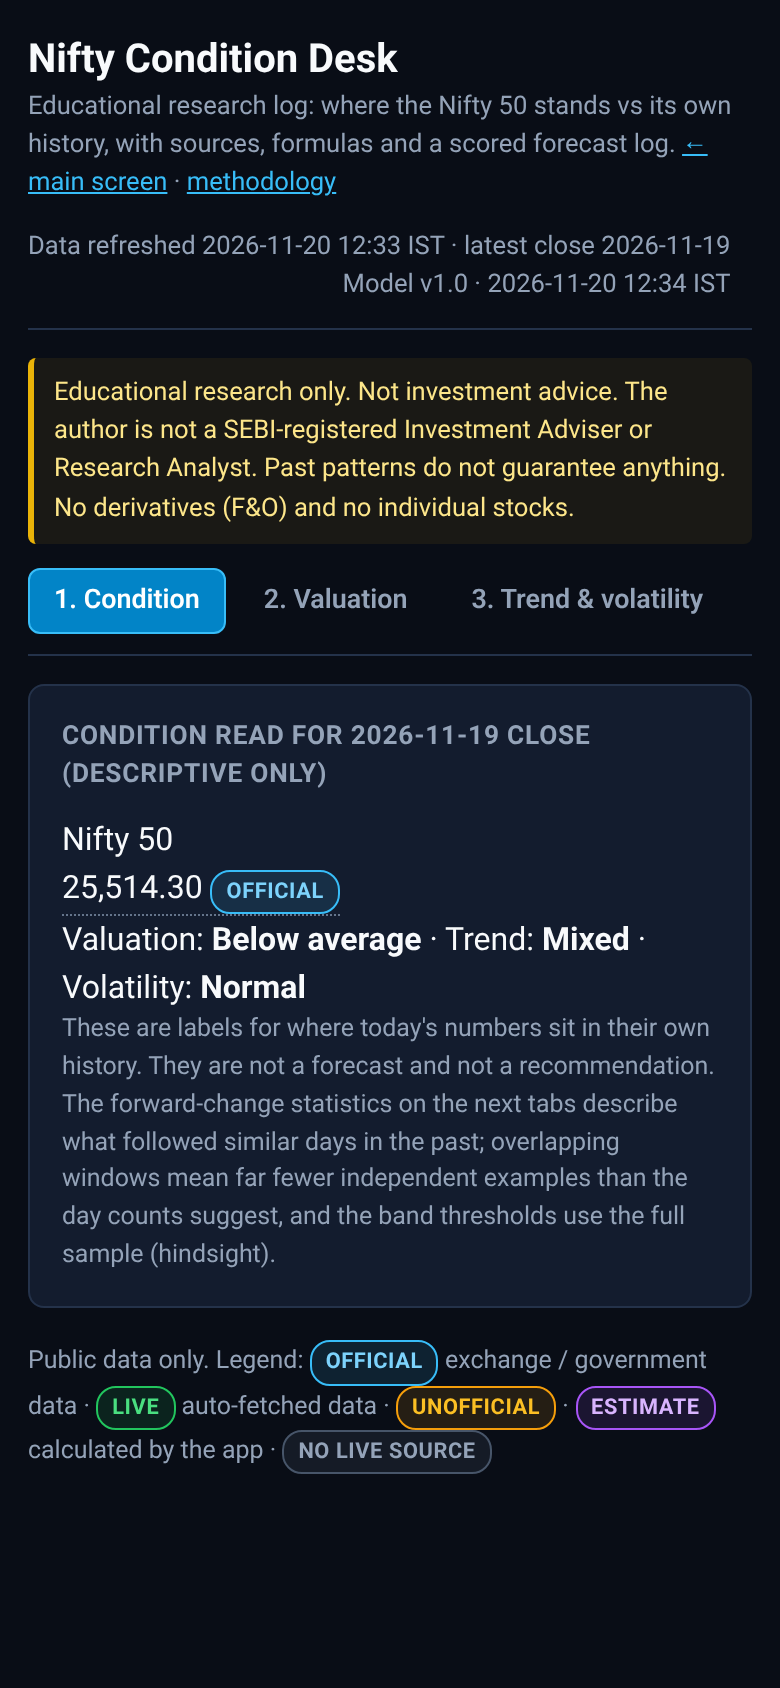 Nifty Condition Desk
Educational research log: where the Nifty 50 stands vs its own
history, with sources, formulas and a scored forecast log. ←
main screen · methodology
Data refreshed 2026-11-20 12:33 IST · latest close 2026-11-19
Model v1.0 · 2026-11-20 12:34 IST
Educational research only. Not investment advice. The
author is not a SEBI-registered Investment Adviser or
Research Analyst. Past patterns do not guarantee anything.
No derivatives (F&O) and no individual stocks.
1. Condition 2. Valuation 3. Trend & volatility
CONDITION READ FOR 2026-11-19 CLOSE
(DESCRIPTIVE ONLY)
Nifty 50
25,514.30 OFFICIAL
Valuation: Below average · Trend: Mixed ·
Volatility: Normal
These are labels for where today's numbers sit in their own
history. They are not a forecast and not a recommendation.
The forward-change statistics on the next tabs describe
what followed similar days in the past; overlapping
windows mean far fewer independent examples than the
day counts suggest, and the band thresholds use the full
sample (hindsight).
Public data only. Legend: OFFICIAL exchange / government
data · LIVE auto-fetched data · UNOFFICIAL · ESTIMATE
calculated by the app · NO LIVE SOURCE